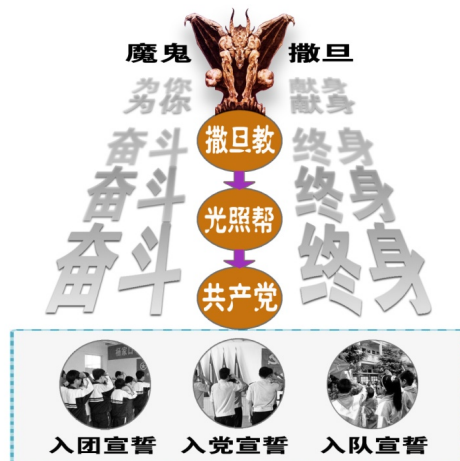 魔鬼 撒旦
为你 献身
为你 献身
奋斗 终身
撒旦教
奋斗 终身
光照帮
奋斗 终身
共产党
入团宣誓 入党宣誓 入队宣誓